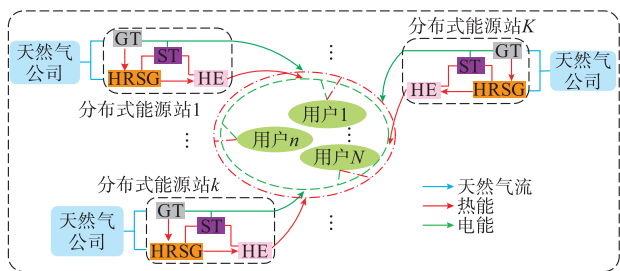 天然气
公司
GT
ST
HRSG
HE
分布式能源站1
分布式能源站K
GT
ST
HE
HRSG
天然气
公司
用户1
用户n
用户N
分布式能源站k
天然气
公司
GT
ST
HRSG
HE
天然气流
热能
电能